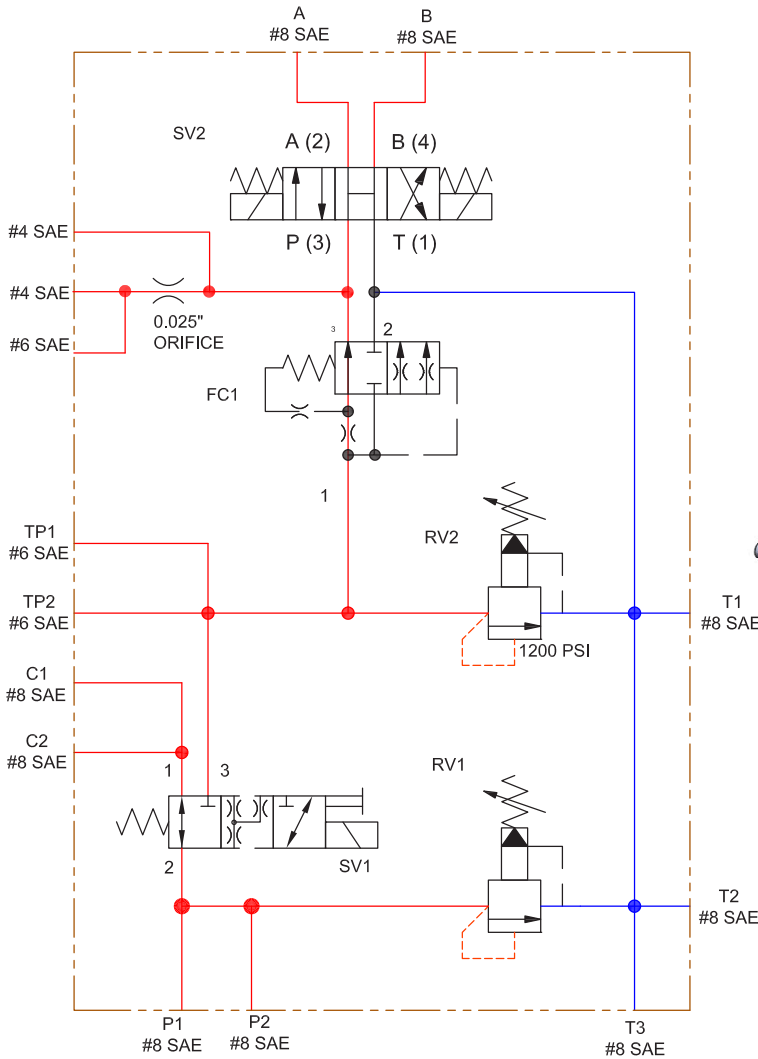 A
#8 SAE
B
#8 SAE
SV2
A (2)
B (4)
P (3)
T (1)
#4 SAE
#4 SAE
0.025"
ORIFICE
#6 SAE
3
2
FC1
1
TP1
#6 SAE
RV2
TP2
#6 SAE
T1
#8 SAE
1200 PSI
C1
#8 SAE
C2
#8 SAE
1
3
RV1
2
SV1
T2
#8 SAE
P1
#8 SAE
P2
#8 SAE
T3
#8 SAE